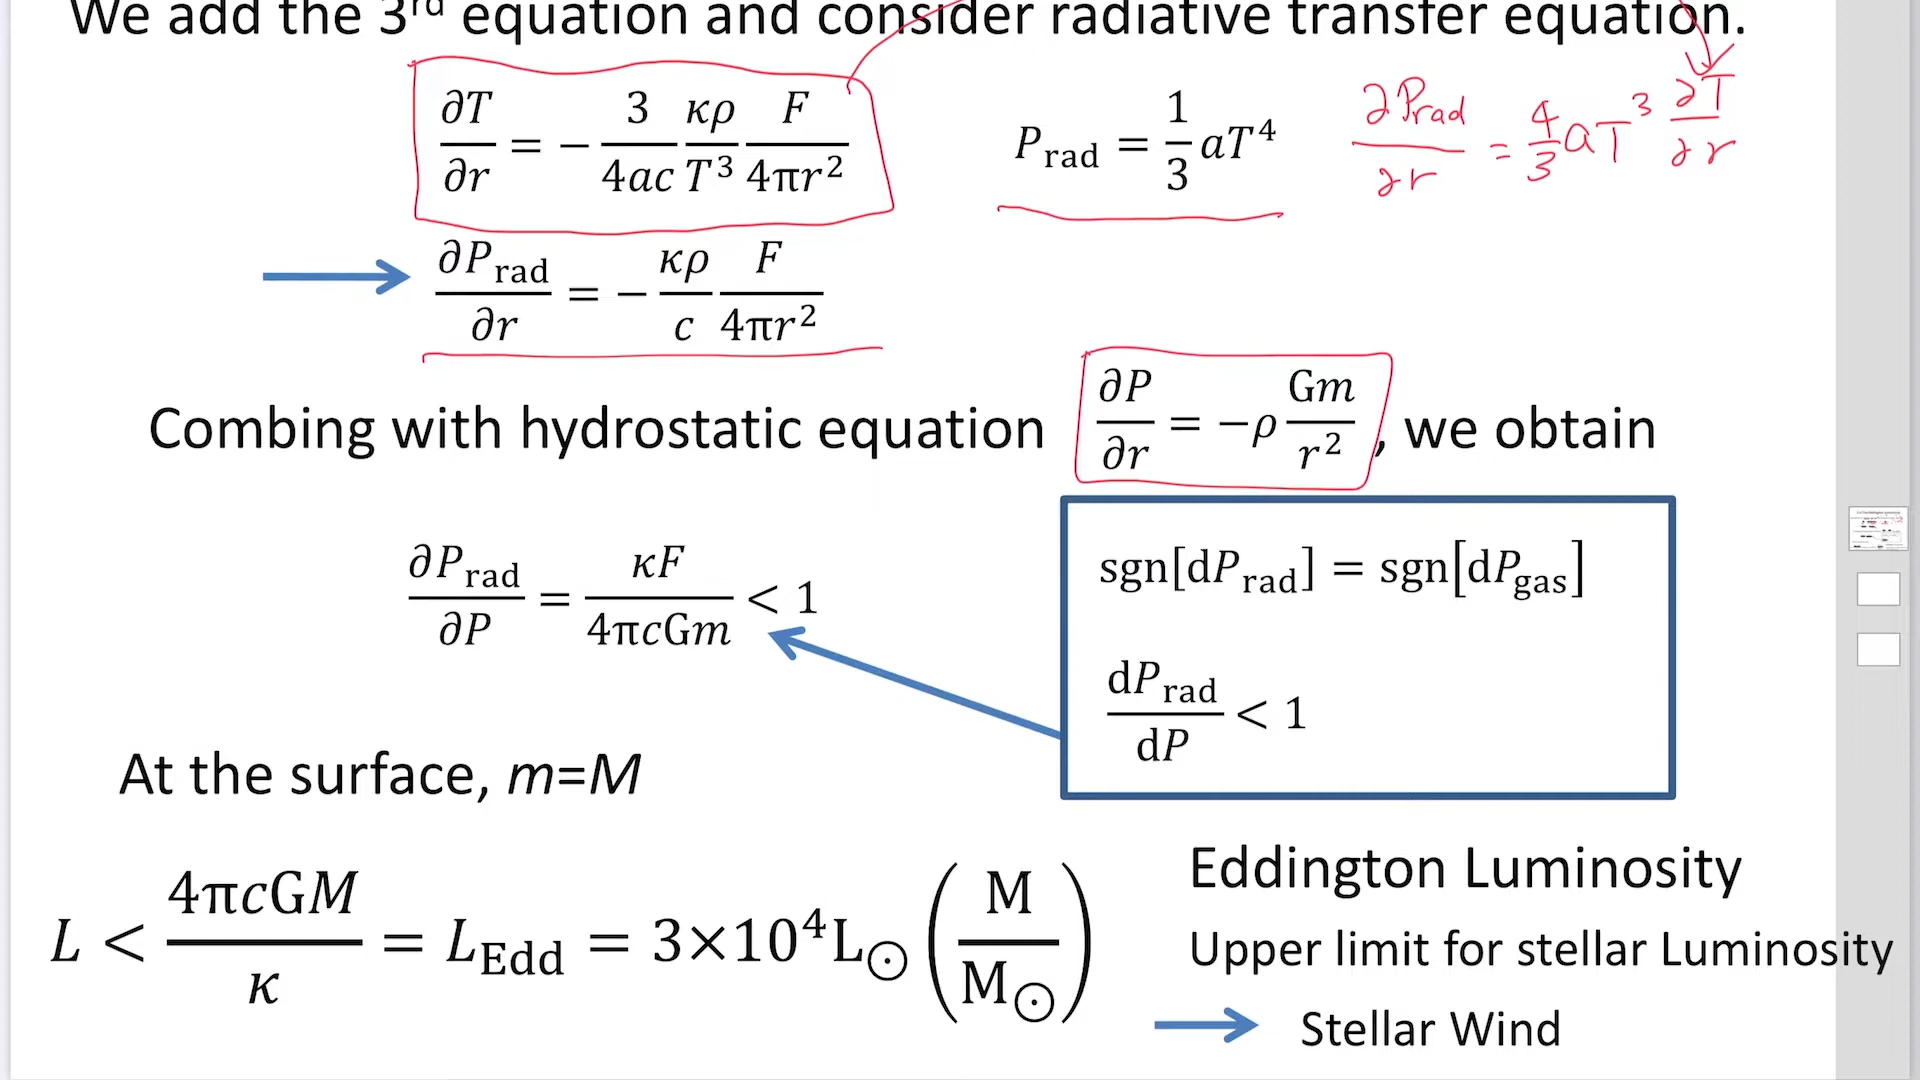 We add the 3rd equation and consider radiative transfer equation.
∂T/∂r = − 3/4ac κρ/T³ F/4πr²
P_rad = 1/3 aT⁴
∂Prad/∂r = 4/3 aT³ ∂T/∂r
∂P_rad/∂r = − κρ/c F/4πr²
Combing with hydrostatic equation ∂P/∂r = −ρ Gm/r² , we obtain
∂P_rad/∂P = κF/4πcGm < 1
sgn[dP_rad] = sgn[dP_gas]
dP_rad/dP < 1
At the surface, m=M
L < 4πcGM/κ = L_Edd = 3×10⁴L_⊙ (M/M_⊙)
Eddington Luminosity
Upper limit for stellar Luminosity
Stellar Wind